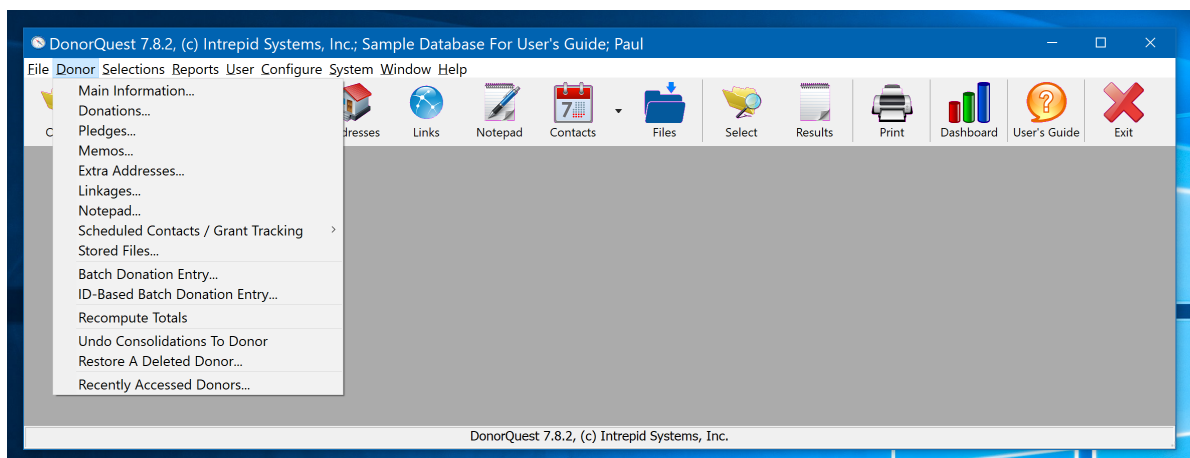 DonorQuest 7.8.2, (c) Intrepid Systems, Inc.; Sample Database For User's Guide; Paul
File Donor Selections Reports User Configure System Window Help
Main Information...
Donations...
Pledges...
Memos...
Extra Addresses...
Linkages...
Notepad...
Scheduled Contacts / Grant Tracking
Stored Files...
Batch Donation Entry...
ID-Based Batch Donation Entry...
Recompute Totals
Undo Consolidations To Donor
Restore A Deleted Donor...
Recently Accessed Donors...
7
Links Notepad Contacts Files Select Results Print Dashboard User's Guide Exit
DonorQuest 7.8.2, (c) Intrepid Systems, Inc.